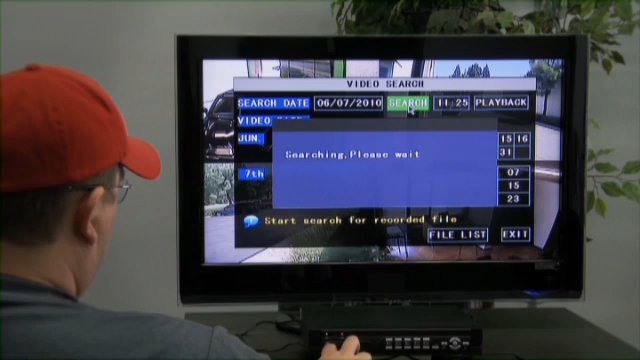 VIDEO SEARCH
SEARCH DATE 06/07/2010 SEARCH 11:25 PLAYBACK
VIDEO
JUN. 15 16
31
Searching,Please wait
7th 07
15
23
Start search for recorded file
FILE LIST EXIT